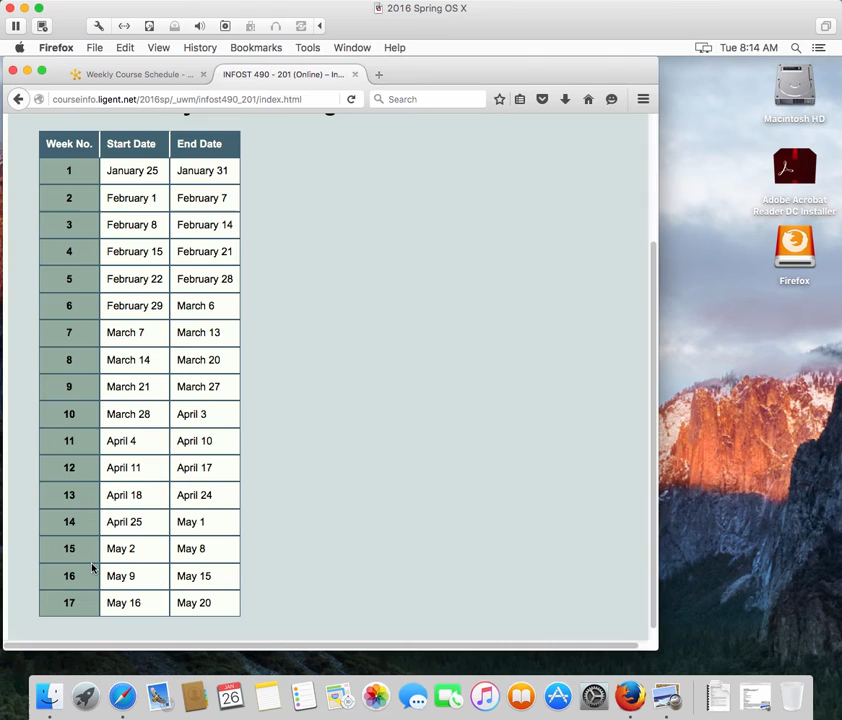 2016 Spring OS X
Firefox File Edit View History Bookmarks Tools Window Help Tue 8:14 AM
Weekly Course Schedule - ... INFOST 490 - 201 (Online) – In...
courseinfo.ligent.net/2016sp/_uwm/infost490_201/index.html Search
Week No. Start Date End Date
1 January 25 January 31
2 February 1 February 7
3 February 8 February 14
4 February 15 February 21
5 February 22 February 28
6 February 29 March 6
7 March 7 March 13
8 March 14 March 20
9 March 21 March 27
10 March 28 April 3
11 April 4 April 10
12 April 11 April 17
13 April 18 April 24
14 April 25 May 1
15 May 2 May 8
16 May 9 May 15
17 May 16 May 20
Macintosh HD
Adobe Acrobat
Reader DC Installer
Firefox
JAN
26